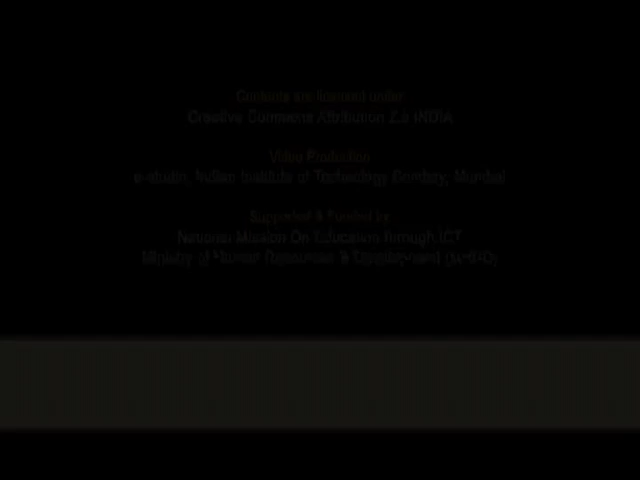 Contents are licensed under
Creative Commons Attribution 2.5 INDIA
Video Production
e-studio, Indian Institute of Technology Bombay, Mumbai
Supported & Funded by
National Mission On Education through ICT
Ministry of Human Resources & Development (MHRD)